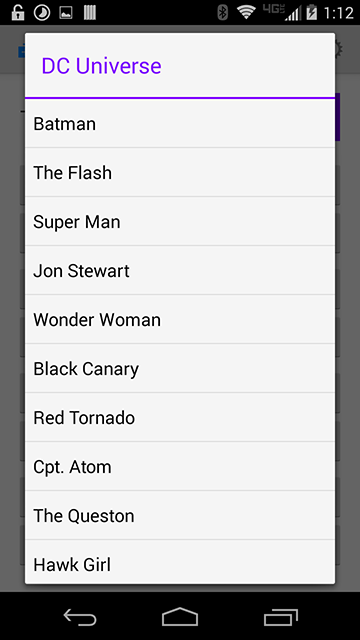 4G
1:12
DC Universe
Batman
The Flash
Super Man
Jon Stewart
Wonder Woman
Black Canary
Red Tornado
Cpt. Atom
The Queston
Hawk Girl